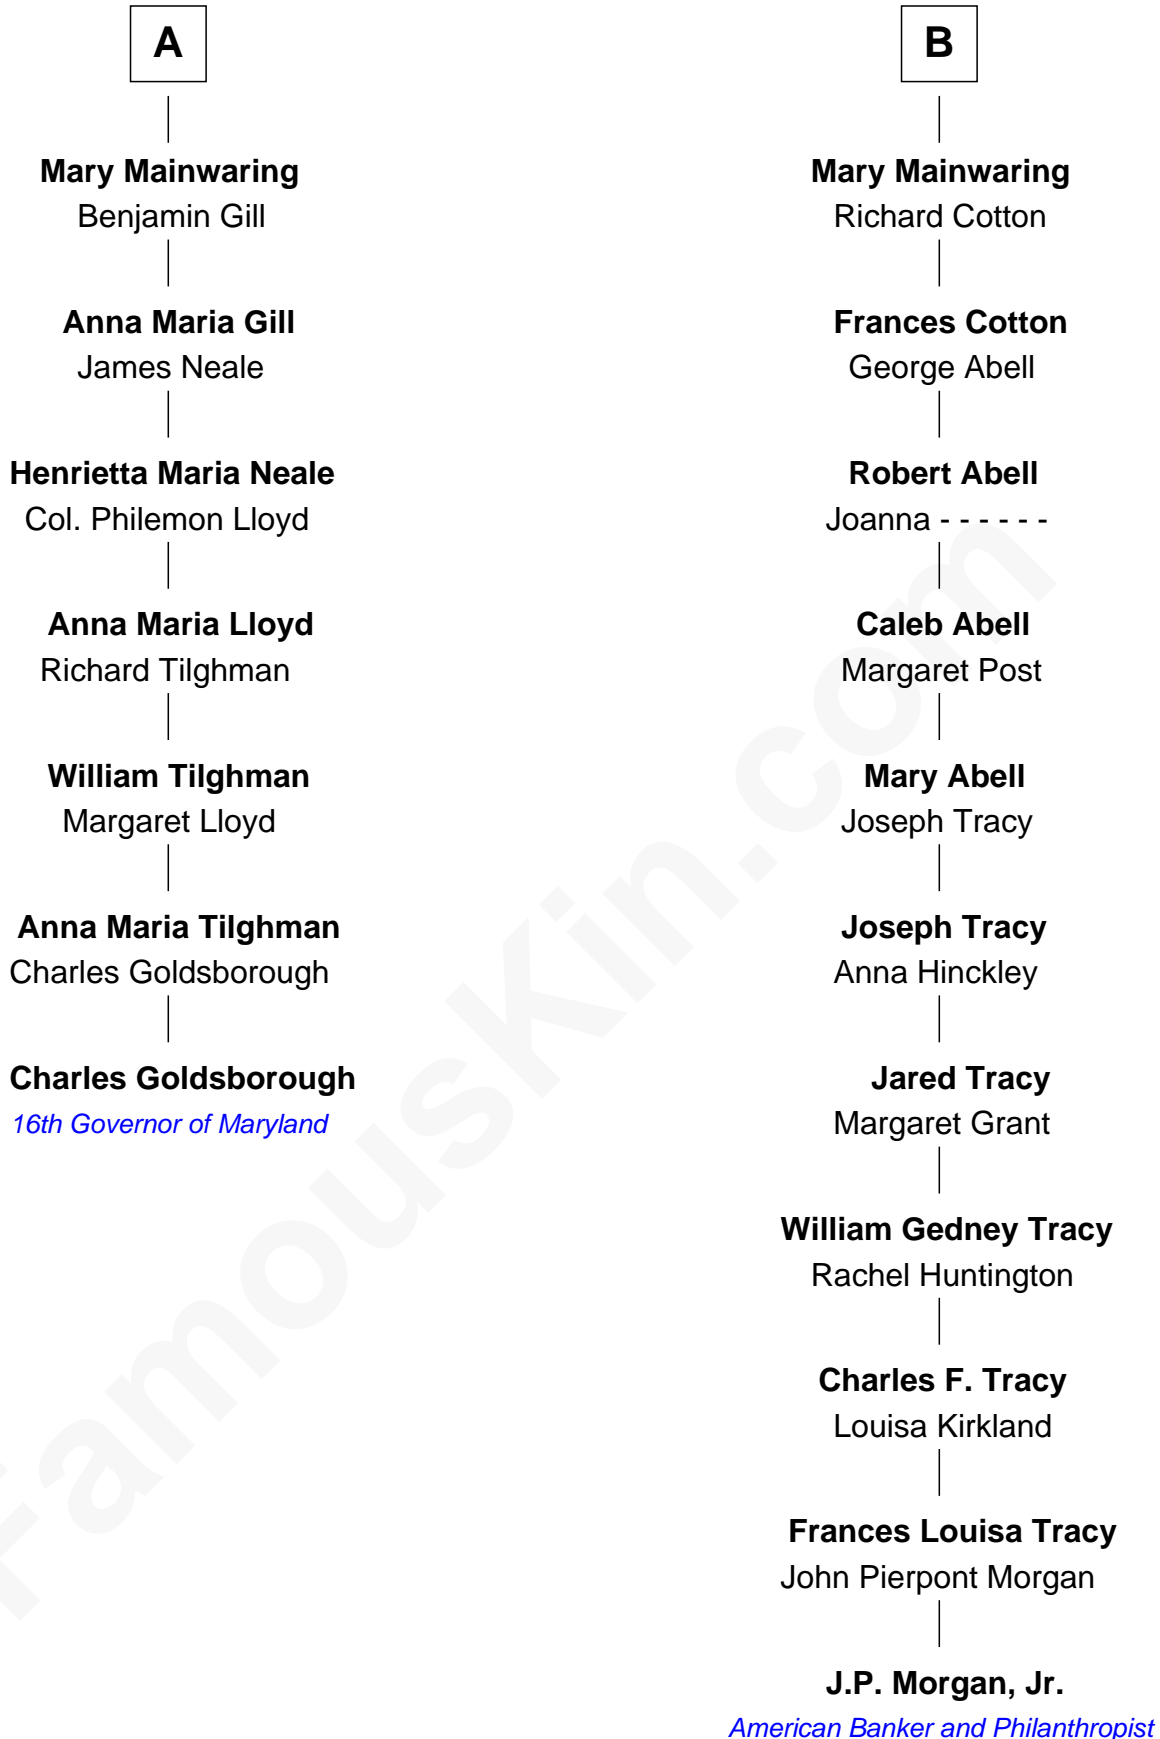 A
Mary Mainwaring
Benjamin Gill
Anna Maria Gill
James Neale
Henrietta Maria Neale
Col. Philemon Lloyd
Anna Maria Lloyd
Richard Tilghman
William Tilghman
Margaret Lloyd
Anna Maria Tilghman
Charles Goldsborough
Charles Goldsborough
16th Governor of Maryland
B
Mary Mainwaring
Richard Cotton
Frances Cotton
George Abell
Robert Abell
Joanna - - - - - -
Caleb Abell
Margaret Post
Mary Abell
Joseph Tracy
Joseph Tracy
Anna Hinckley
Jared Tracy
Margaret Grant
William Gedney Tracy
Rachel Huntington
Charles F. Tracy
Louisa Kirkland
Frances Louisa Tracy
John Pierpont Morgan
J.P. Morgan, Jr.
American Banker and Philanthropist
FamousKin.com